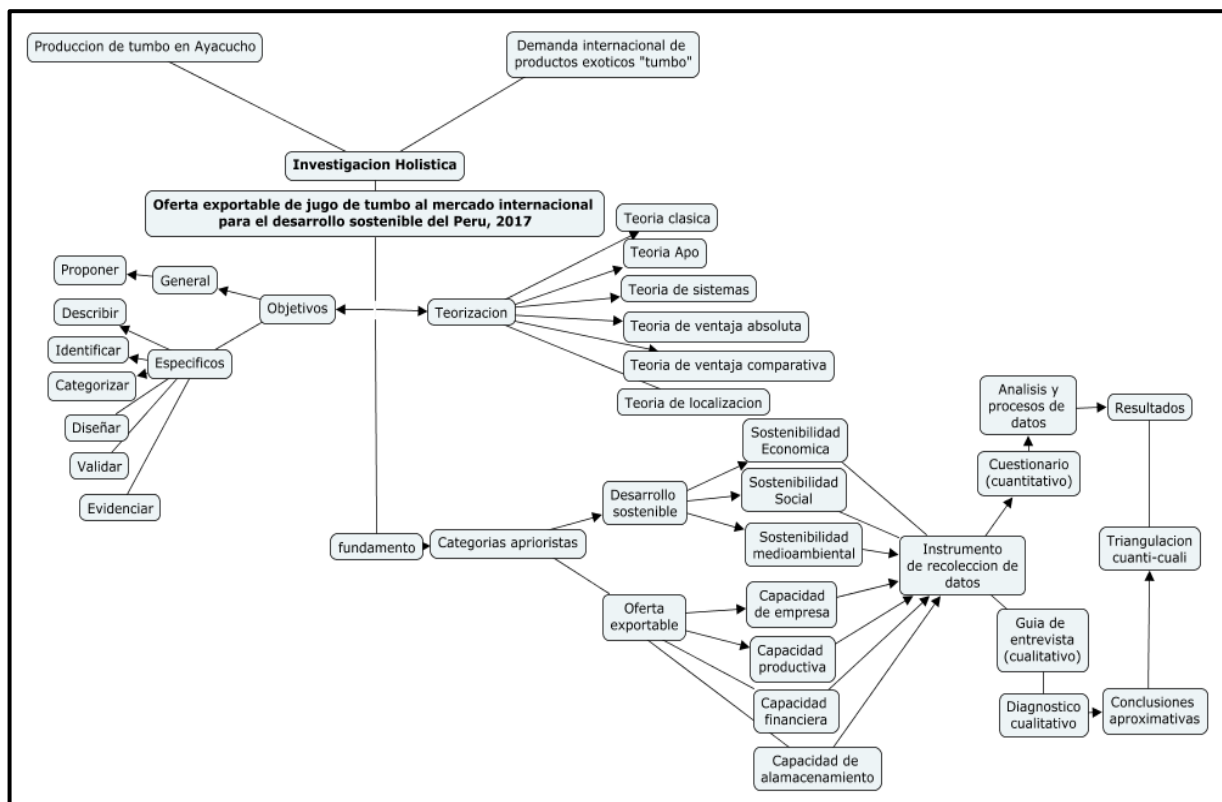 Produccion de tumbo en Ayacucho
Demanda internacional de
productos exoticos "tumbo"
Investigacion Holistica
Oferta exportable de jugo de tumbo al mercado internacional
para el desarrollo sostenible del Peru, 2017
Proponer
General
Objetivos
Describir
Identificar
Especificos
Categorizar
Diseñar
Validar
Evidenciar
Teorizacion
Teoria clasica
Teoria Apo
Teoria de sistemas
Teoria de ventaja absoluta
Teoria de ventaja comparativa
Teoria de localizacion
fundamento
Categorias aprioristas
Desarrollo
sostenible
Sostenibilidad
Economica
Sostenibilidad
Social
Sostenibilidad
medioambiental
Oferta
exportable
Capacidad
de empresa
Capacidad
productiva
Capacidad
financiera
Capacidad de
alamacenamiento
Instrumento
de recoleccion de
datos
Cuestionario
(cuantitativo)
Analisis y
procesos de
datos
Resultados
Triangulacion
cuanti-cuali
Guia de
entrevista
(cualitativo)
Diagnostico
cualitativo
Conclusiones
aproximativas